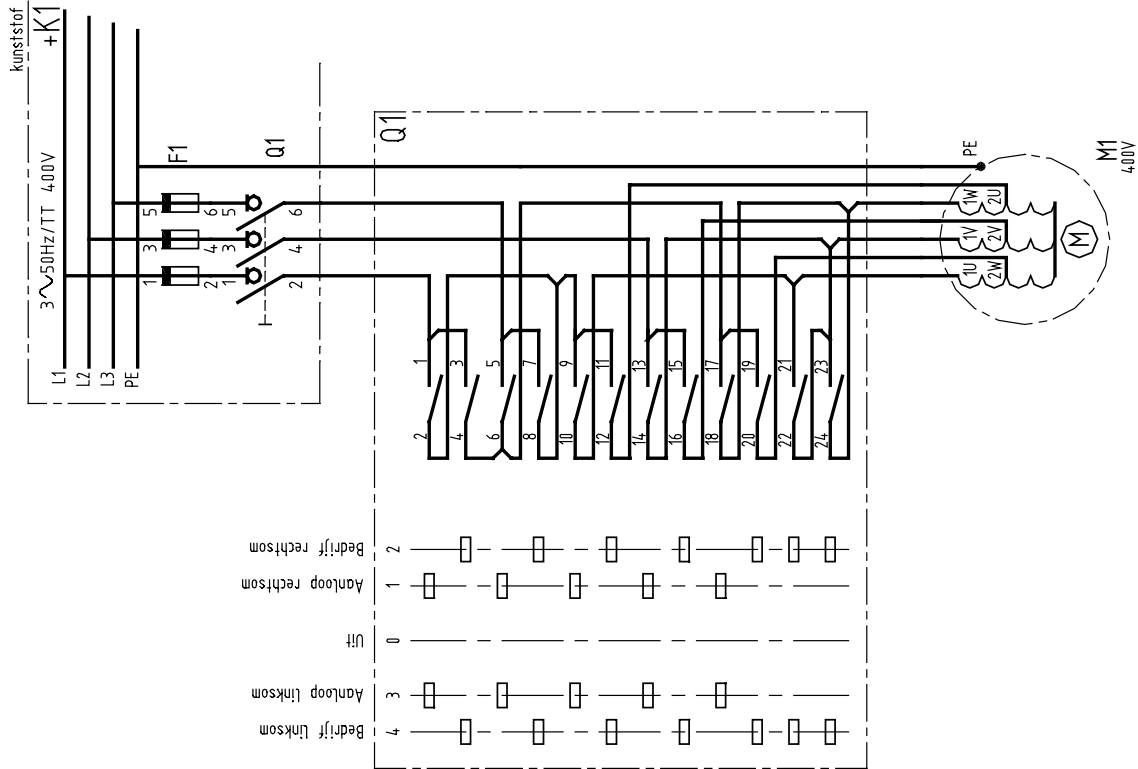 kunststof
+K1
3~50Hz/TT 400V
L1
L2
L3
PE
F1
Q1
5 6 5 6
3 4 3 4
1 2 1 2
Q1
PE
M1
400V
1W 2U
1V 2V
1U 2W
M
1 3 5 7 9 11 13 15 17 19 21 23
2 4 6 8 10 12 14 16 18 20 22 24
Bedrijf rechtsom 2
Aanloop rechtsom 1
Uit 0
Aanloop linksom 3
Bedrijf linksom 4